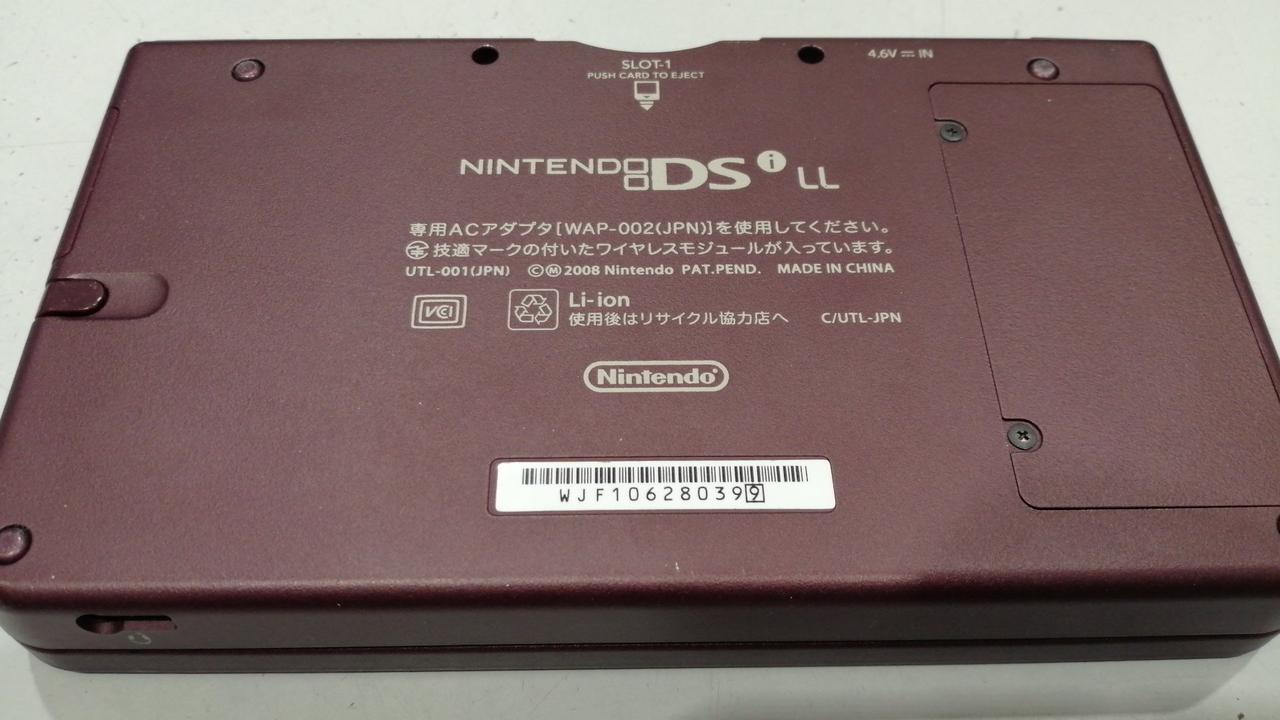 4.6V ⎓ IN
SLOT-1
PUSH CARD TO EJECT
NINTENDO DSi LL
専用ACアダプタ[WAP-002(JPN)]を使用してください。
技適マークの付いたワイヤレスモジュールが入っています。
UTL-001(JPN) ©Ⓜ2008 Nintendo PAT.PEND. MADE IN CHINA
VCI
Li-ion
使用後はリサイクル協力店へ C/UTL-JPN
Nintendo®
WJF106280399